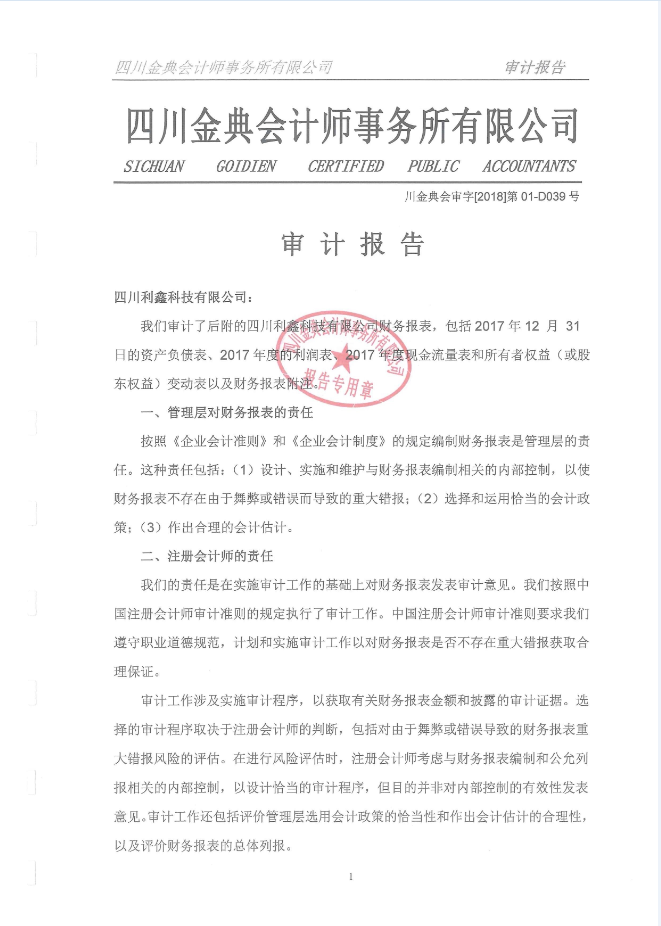 四川金典会计师事务所有限公司 审计报告
四川金典会计师事务所有限公司
SICHUAN GOIDIEN CERTIFIED PUBLIC ACCOUNTANTS
川金典会审字[2018]第 01-D039 号
审 计 报 告
四川利鑫科技有限公司：
我们审计了后附的四川利鑫科技有限公司财务报表，包括 2017 年 12 月 31
日的资产负债表、2017 年度的利润表、2017 年度现金流量表和所有者权益（或股
东权益）变动表以及财务报表附注。
四川金典会计师事务所有限公司
报告专用章
一、管理层对财务报表的责任
按照《企业会计准则》和《企业会计制度》的规定编制财务报表是管理层的责
任。这种责任包括：（1）设计、实施和维护与财务报表编制相关的内部控制，以使
财务报表不存在由于舞弊或错误而导致的重大错报；（2）选择和运用恰当的会计政
策；（3）作出合理的会计估计。
二、注册会计师的责任
我们的责任是在实施审计工作的基础上对财务报表发表审计意见。我们按照中
国注册会计师审计准则的规定执行了审计工作。中国注册会计师审计准则要求我们
遵守职业道德规范，计划和实施审计工作以对财务报表是否不存在重大错报获取合
理保证。
审计工作涉及实施审计程序，以获取有关财务报表金额和披露的审计证据。选
择的审计程序取决于注册会计师的判断，包括对由于舞弊或错误导致的财务报表重
大错报风险的评估。在进行风险评估时，注册会计师考虑与财务报表编制和公允列
报相关的内部控制，以设计恰当的审计程序，但目的并非对内部控制的有效性发表
意见。审计工作还包括评价管理层选用会计政策的恰当性和作出会计估计的合理性，
以及评价财务报表的总体列报。
1